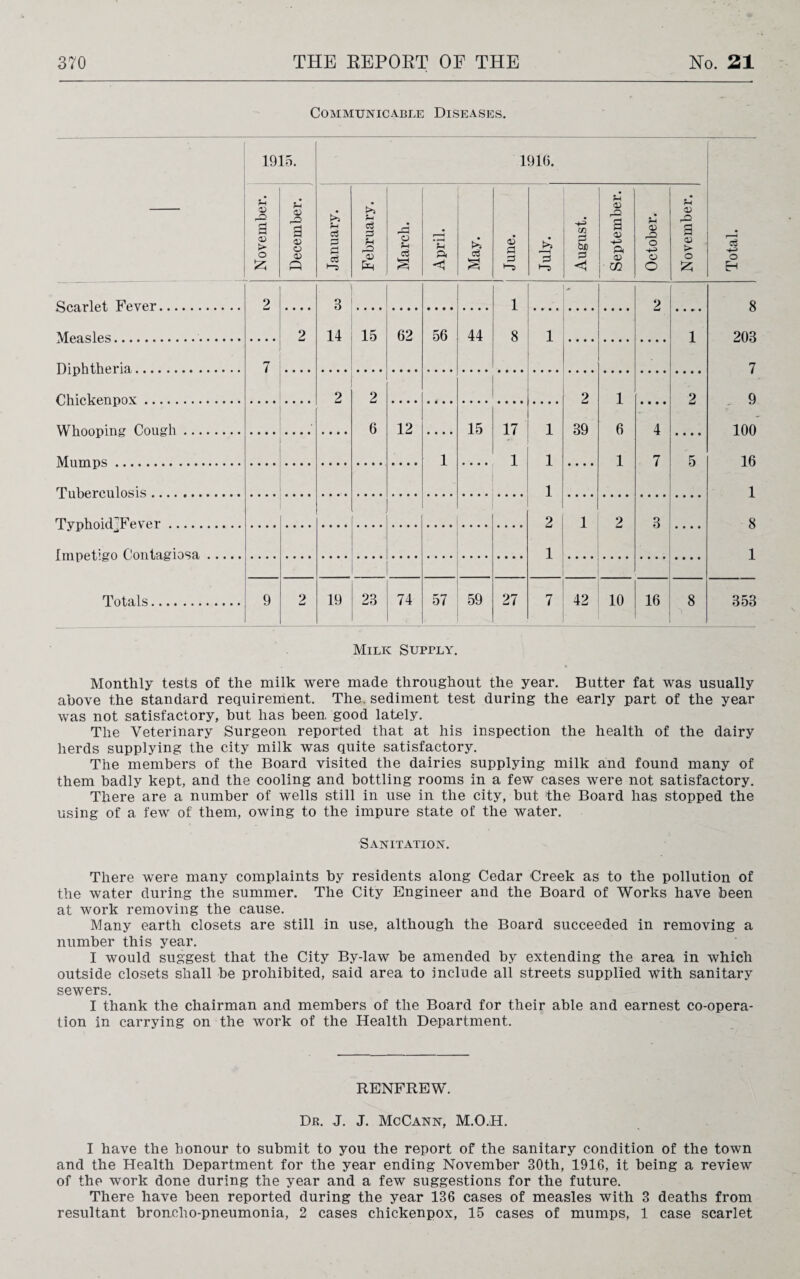 370 THE REPORT OF THE No. 21
Communicable Diseases.
1915. 1916.
— November. December. January. February. March. April. May. June. July. August. September. October. November. Total.
Scarlet Fever........... 2 .... 3 .... .... .... .... 1 .... .... .... 2 .... 8
Measles................. .... 2 14 15 62 56 44 8 1 .... .... .... 1 203
Diphtheria.............. 7 .... .... .... .... .... .... .... .... .... .... .... .... 7
Chickenpox............. .... .... 2 2 .... .... .... .... .... 2 1 .... 2 9
Whooping Cough........ .... .... .... 6 12 .... 15 17 1 39 6 4 .... 100
Mumps................. .... .... .... .... .... 1 .... 1 1 .... 1 7 5 16
Tuberculosis............ .... .... .... .... .... .... .... .... 1 .... .... .... .... 1
Typhoid]Fever.......... .... .... .... .... .... .... .... .... 2 1 2 3 .... 8
Impetigo Contagiosa..... .... .... .... .... .... .... .... .... 1 .... .... .... .... 1
Totals............. 9 2 19 23 74 57 59 27 7 42 10 16 8 353
Milk Supply.
Monthly tests of the milk were made throughout the year. Butter fat was usually
above the standard requirement. The sediment test during the early part of the year
was not satisfactory, but has been good lately.
The Veterinary Surgeon reported that at his inspection the health of the dairy
herds supplying the city milk was quite satisfactory.
The members of the Board visited the dairies supplying milk and found many of
them badly kept, and the cooling and bottling rooms in a few cases were not satisfactory.
There are a number of wells still in use in the city, but the Board has stopped the
using of a few of them, owing to the impure state of the water.
Sanitation.
There were many complaints by residents along Cedar Creek as to the pollution of
the water during the summer. The City Engineer and the Board of Works have been
at work removing the cause.
Many earth closets are still in use, although the Board succeeded in removing a
number this year.
I would suggest that the City By-law be amended by extending the area in which
outside closets shall be prohibited, said area to include all streets supplied with sanitary
sewers.
I thank the chairman and members of the Board for their able and earnest co-opera-
tion in carrying on the work of the Health Department.
RENFREW.
Dr. J. J. McCann, M.O.H.
I have the honour to submit to you the report of the sanitary condition of the town
and the Health Department for the year ending November 30th, 1916, it being a review
of the work done during the year and a few suggestions for the future.
There have been reported during the year 136 cases of measles with 3 deaths from
resultant broncho-pneumonia, 2 cases chickenpox, 15 cases of mumps, 1 case scarlet